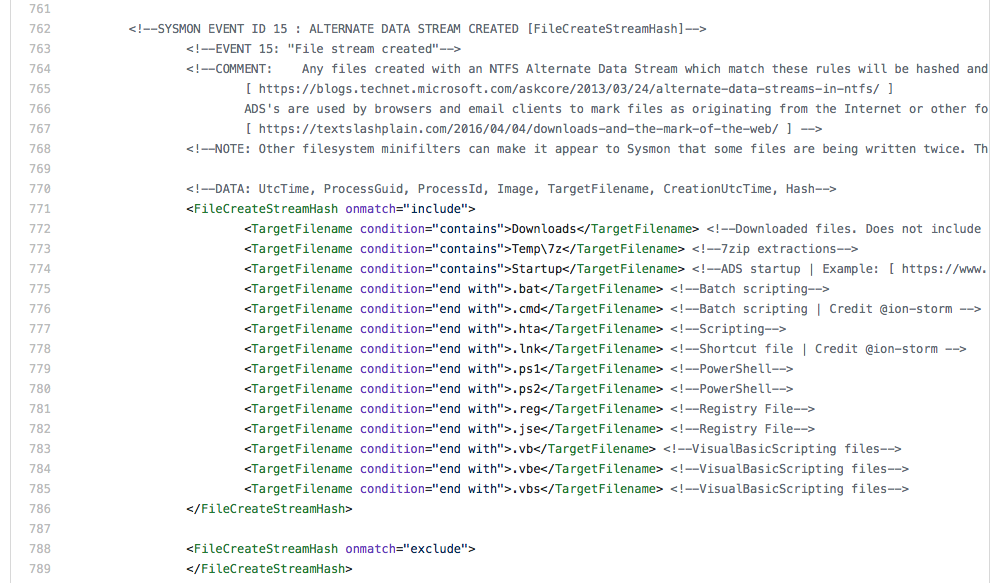 761
762 <!--SYSMON EVENT ID 15 : ALTERNATE DATA STREAM CREATED [FileCreateStreamHash]-->
763 <!--EVENT 15: "File stream created"-->
764 <!--COMMENT: Any files created with an NTFS Alternate Data Stream which match these rules will be hashed and
765 [ https://blogs.technet.microsoft.com/askcore/2013/03/24/alternate-data-streams-in-ntfs/ ]
766 ADS's are used by browsers and email clients to mark files as originating from the Internet or other fo
767 [ https://textslashplain.com/2016/04/04/downloads-and-the-mark-of-the-web/ ] -->
768 <!--NOTE: Other filesystem minifilters can make it appear to Sysmon that some files are being written twice. Th
769
770 <!--DATA: UtcTime, ProcessGuid, ProcessId, Image, TargetFilename, CreationUtcTime, Hash-->
771 <FileCreateStreamHash onmatch="include">
772 <TargetFilename condition="contains">Downloads</TargetFilename> <!--Downloaded files. Does not include
773 <TargetFilename condition="contains">Temp\7z</TargetFilename> <!--7zip extractions-->
774 <TargetFilename condition="contains">Startup</TargetFilename> <!--ADS startup | Example: [ https://www.
775 <TargetFilename condition="end with">.bat</TargetFilename> <!--Batch scripting-->
776 <TargetFilename condition="end with">.cmd</TargetFilename> <!--Batch scripting | Credit @ion-storm -->
777 <TargetFilename condition="end with">.hta</TargetFilename> <!--Scripting-->
778 <TargetFilename condition="end with">.lnk</TargetFilename> <!--Shortcut file | Credit @ion-storm -->
779 <TargetFilename condition="end with">.ps1</TargetFilename> <!--PowerShell-->
780 <TargetFilename condition="end with">.ps2</TargetFilename> <!--PowerShell-->
781 <TargetFilename condition="end with">.reg</TargetFilename> <!--Registry File-->
782 <TargetFilename condition="end with">.jse</TargetFilename> <!--Registry File-->
783 <TargetFilename condition="end with">.vb</TargetFilename> <!--VisualBasicScripting files-->
784 <TargetFilename condition="end with">.vbe</TargetFilename> <!--VisualBasicScripting files-->
785 <TargetFilename condition="end with">.vbs</TargetFilename> <!--VisualBasicScripting files-->
786 </FileCreateStreamHash>
787
788 <FileCreateStreamHash onmatch="exclude">
789 </FileCreateStreamHash>